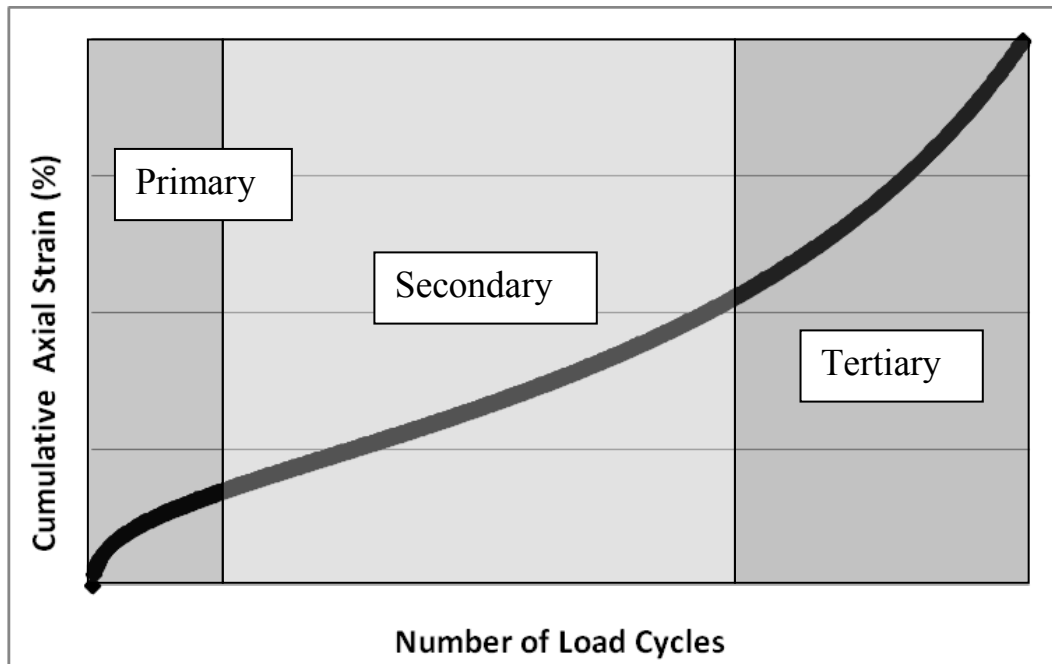 Cumulative Axial Strain (%)
Primary
Secondary
Tertiary
Number of Load Cycles